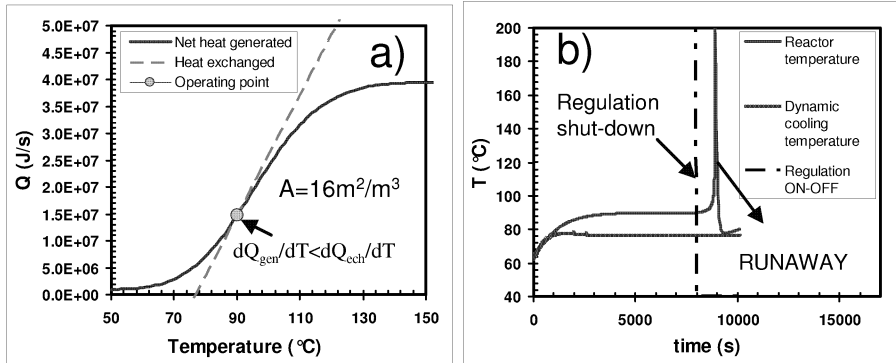 5.0E+07
4.5E+07
4.0E+07
3.5E+07
3.0E+07
2.5E+07
2.0E+07
1.5E+07
1.0E+07
5.0E+06
0.0E+00
Q (J/s)
Net heat generated
Heat exchanged
Operating point
a)
A=16m²/m³
dQgen/dT<dQech/dT
50 70 90 110 130 150
Temperature (°C)
200
180
160
140
120
100
80
60
40
T (°C)
b)
Regulation
shut-down
Reactor
temperature
Dynamic
cooling
temperature
Regulation
ON-OFF
RUNAWAY
0 5000 10000 15000
time (s)